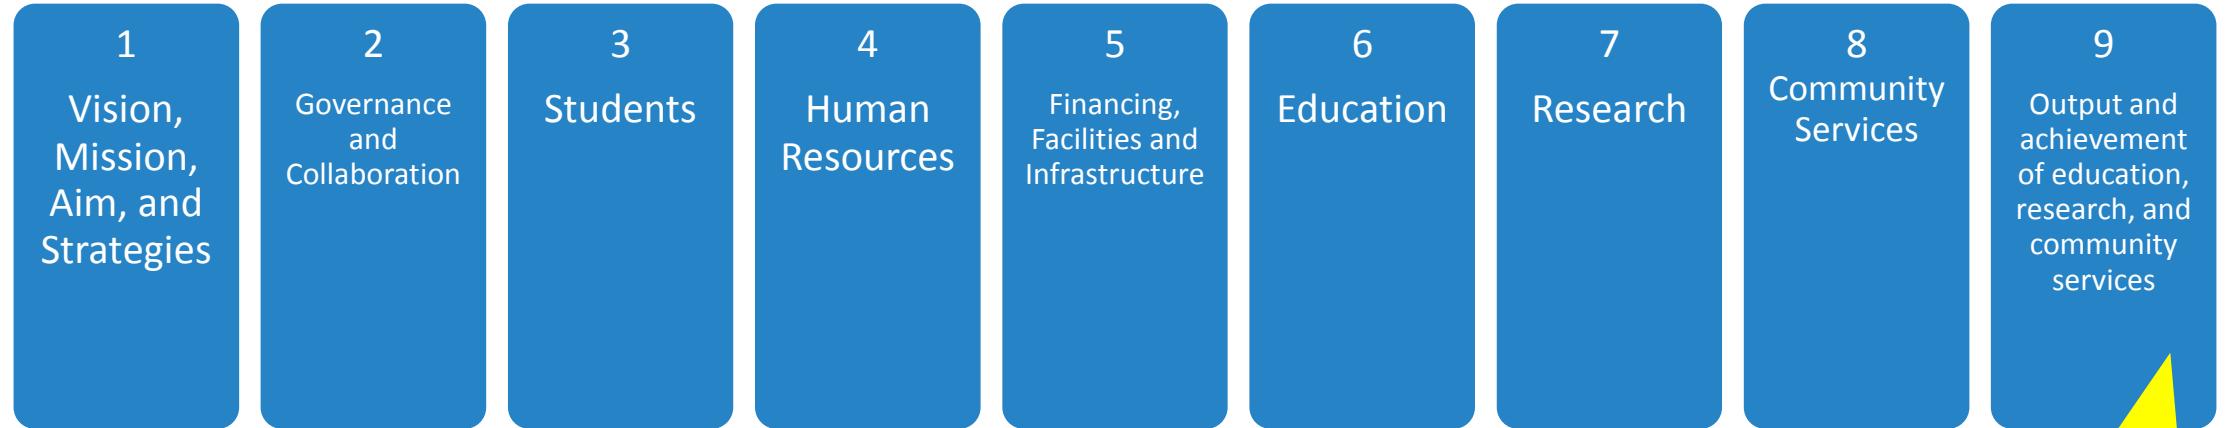 1
Vision,
Mission,
Aim, and
Strategies
2
Governance
and
Collaboration
3
Students
4
Human
Resources
5
Financing,
Facilities and
Infrastructure
6
Education
7
Research
8
Community
Services
9
Output and
achievement
of education,
research, and
community
services